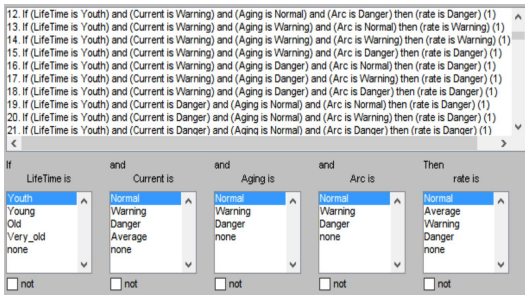 12. If (LifeTime is Youth) and (Current is Warning) and (Aging is Normal) and (Arc is Danger) then (rate is Danger) (1)
13. If (LifeTime is Youth) and (Current is Warning) and (Aging is Warning) and (Arc is Normal) then (rate is Warning) (1)
14. If (LifeTime is Youth) and (Current is Warning) and (Aging is Warning) and (Arc is Warning) then (rate is Warning) (1)
15. If (LifeTime is Youth) and (Current is Warning) and (Aging is Warning) and (Arc is Danger) then (rate is Danger) (1)
16. If (LifeTime is Youth) and (Current is Warning) and (Aging is Danger) and (Arc is Normal) then (rate is Danger) (1)
17. If (LifeTime is Youth) and (Current is Warning) and (Aging is Danger) and (Arc is Warning) then (rate is Danger) (1)
18. If (LifeTime is Youth) and (Current is Warning) and (Aging is Danger) and (Arc is Danger) then (rate is Danger) (1)
19. If (LifeTime is Youth) and (Current is Danger) and (Aging is Normal) and (Arc is Normal) then (rate is Danger) (1)
20. If (LifeTime is Youth) and (Current is Danger) and (Aging is Normal) and (Arc is Warning) then (rate is Danger) (1)
21. If (LifeTime is Youth) and (Current is Danger) and (Aging is Normal) and (Arc is Danger) then (rate is Danger) (1)
If and and and Then
LifeTime is Current is Aging is Arc is rate is
Youth Normal Normal Normal Normal
Young Warning Warning Warning Average
Old Danger Danger Danger Warning
Very_old Average none none Danger
none none none
not not not not not